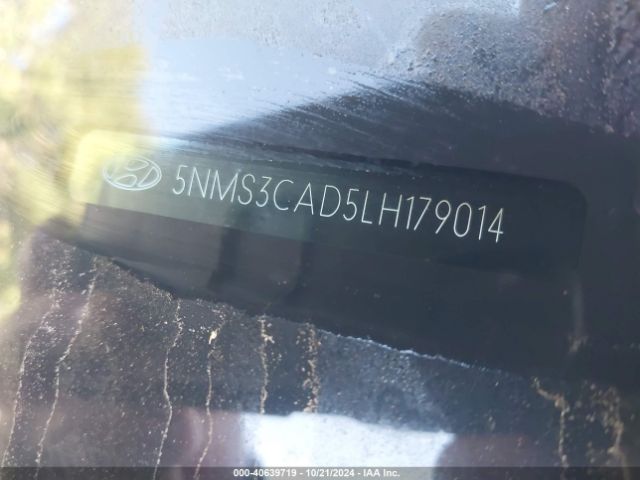 5NMS3CAD5LH179014
000-40639719 - 10/21/2024 - IAA Inc.